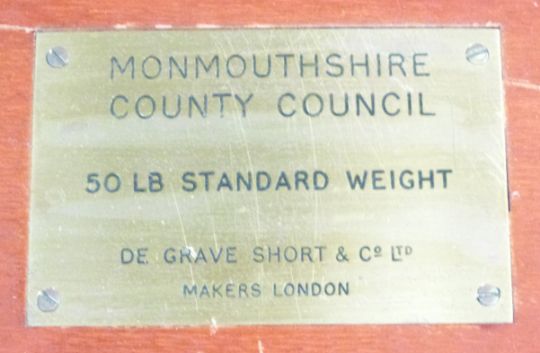 MONMOUTHSHIRE
COUNTY COUNCIL
50 LB STANDARD WEIGHT
DE GRAVE SHORT & Cº LTD
MAKERS LONDON